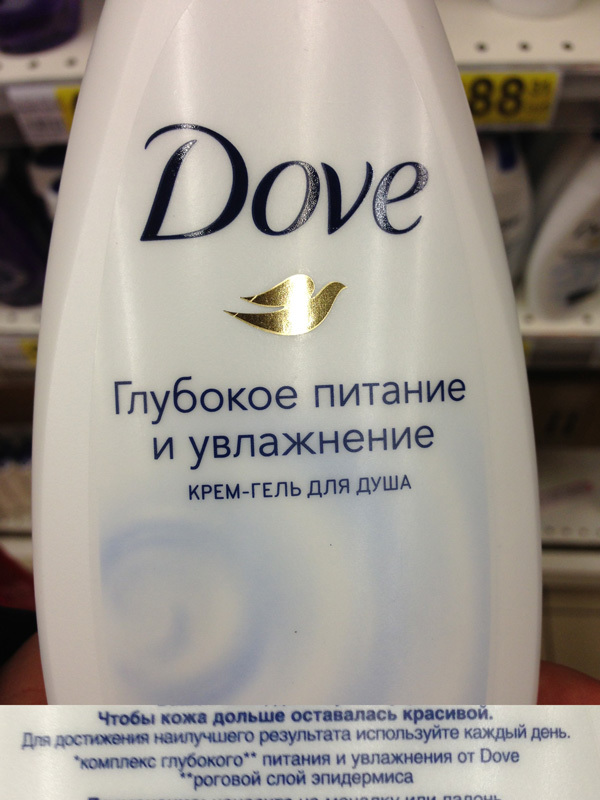 88
Dove
Глубокое питание
и увлажнение
КРЕМ-ГЕЛЬ ДЛЯ ДУША
Чтобы кожа дольше оставалась красивой.
Для достижения наилучшего результата используйте каждый день.
*комплекс глубокого** питания и увлажнения от Dove
**роговой слой эпидермиса